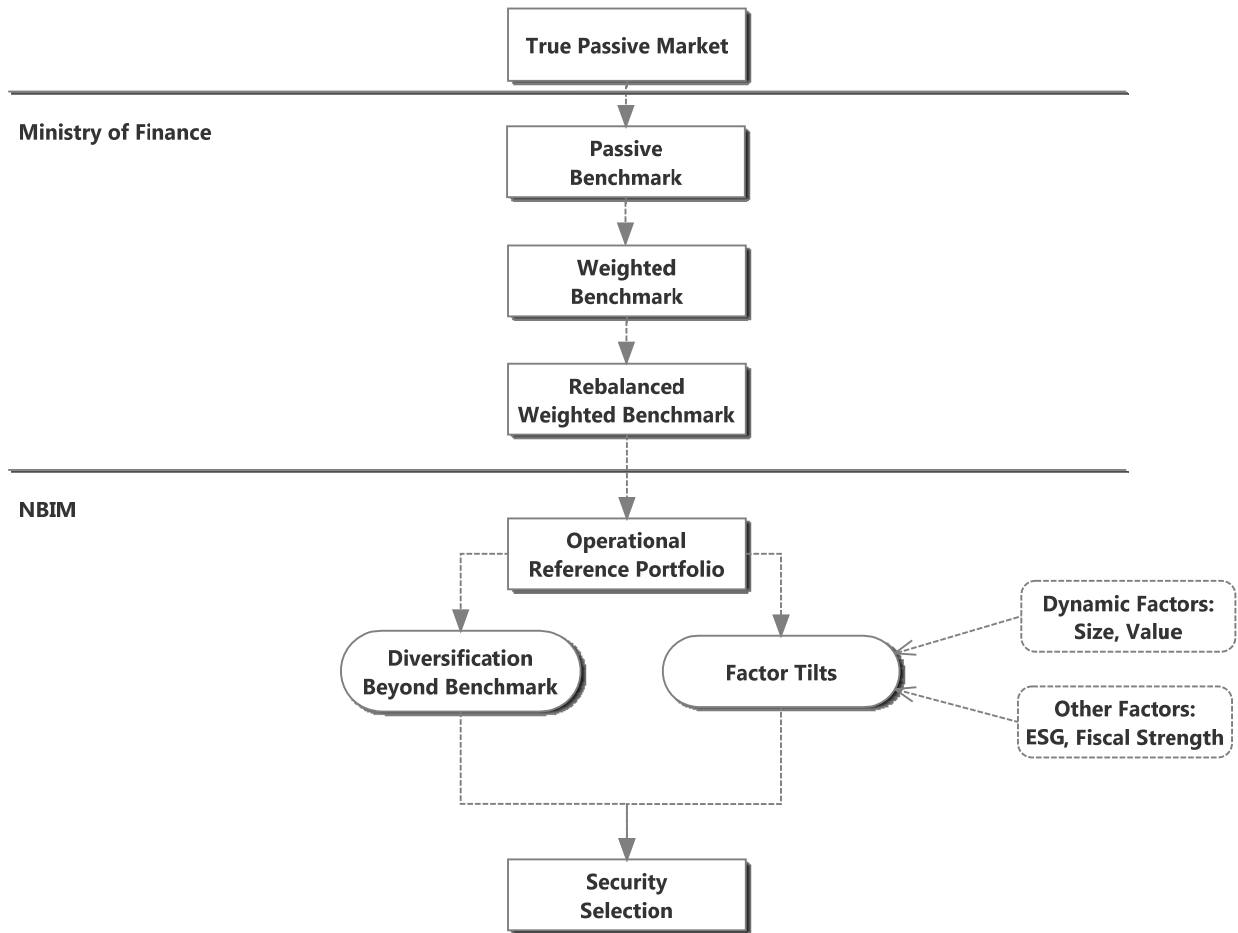 True Passive Market
Ministry of Finance
Passive
Benchmark
Weighted
Benchmark
Rebalanced
Weighted Benchmark
NBIM
Operational
Reference Portfolio
Dynamic Factors:
Size, Value
Diversification
Beyond Benchmark
Factor Tilts
Other Factors:
ESG, Fiscal Strength
Security
Selection